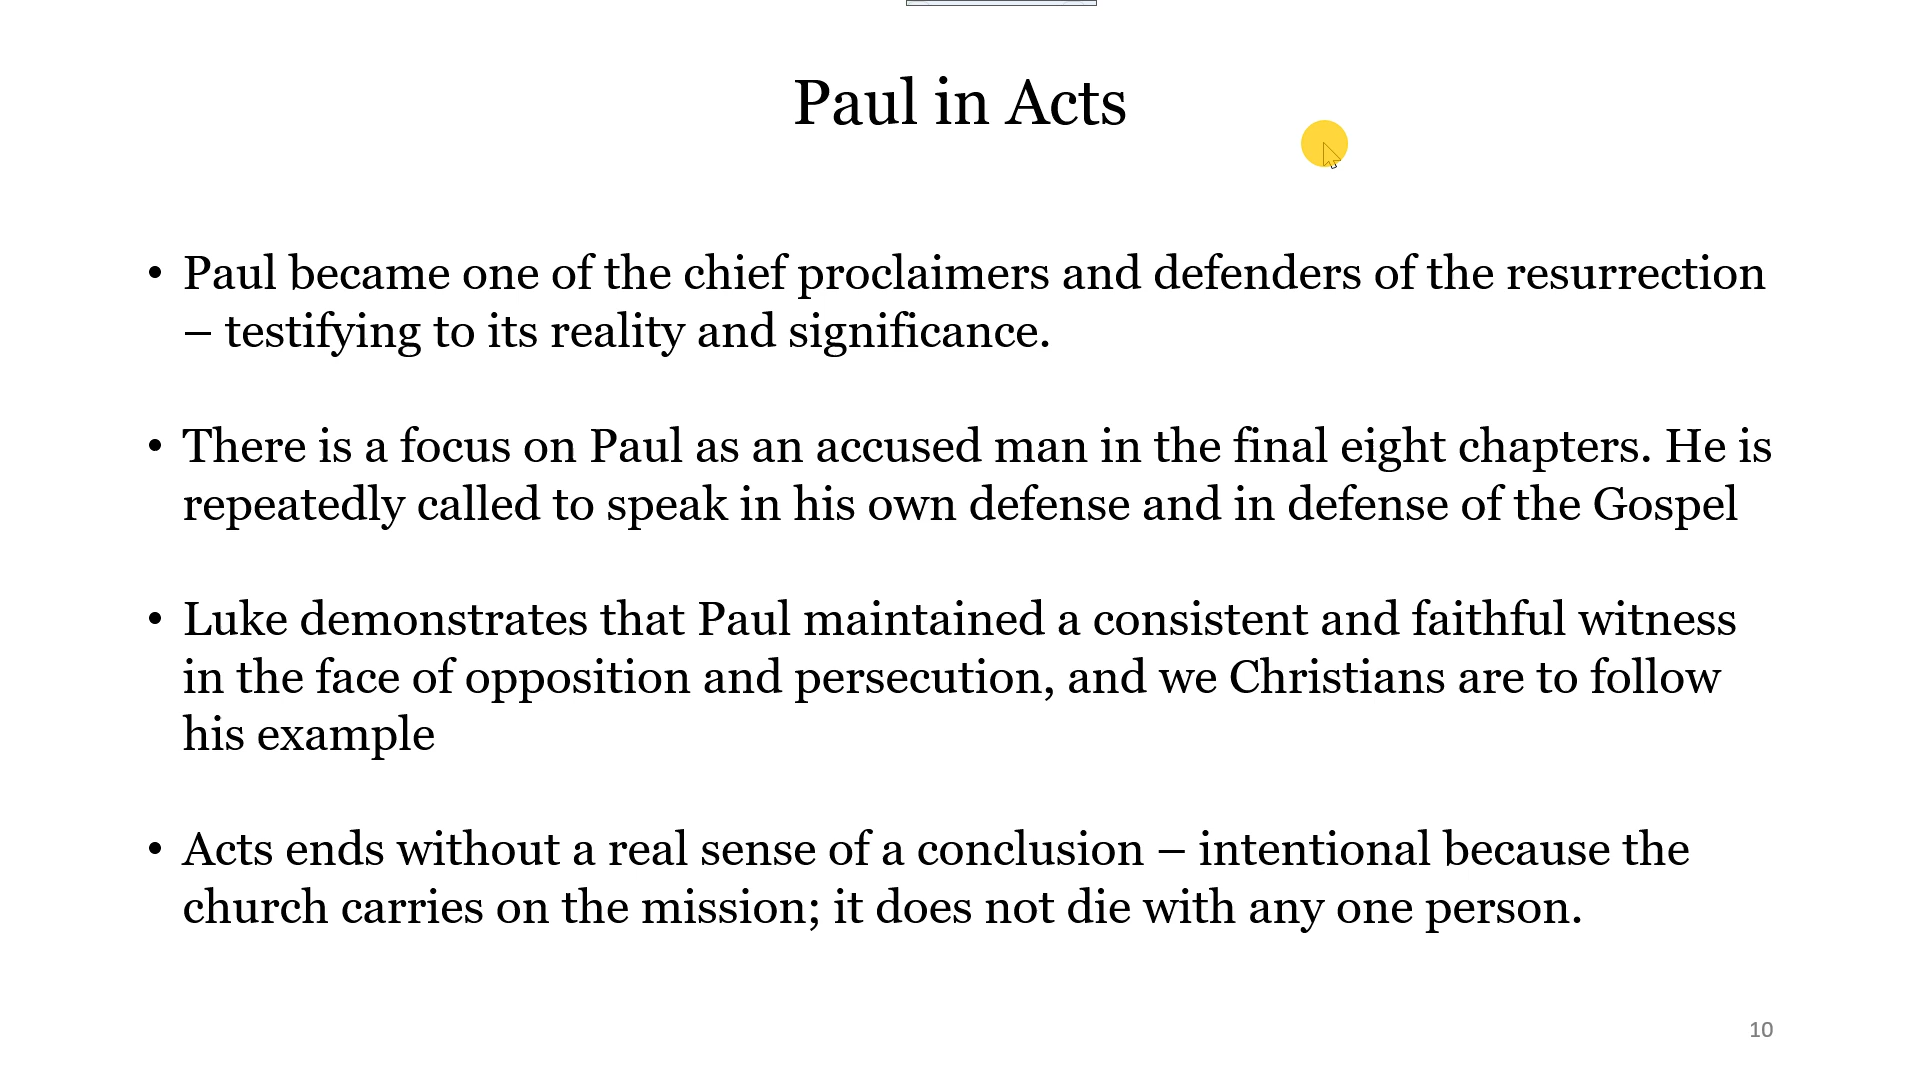 Paul in Acts
• Paul became one of the chief proclaimers and defenders of the resurrection
– testifying to its reality and significance.
• There is a focus on Paul as an accused man in the final eight chapters. He is
repeatedly called to speak in his own defense and in defense of the Gospel
• Luke demonstrates that Paul maintained a consistent and faithful witness
in the face of opposition and persecution, and we Christians are to follow
his example
• Acts ends without a real sense of a conclusion – intentional because the
church carries on the mission; it does not die with any one person.
10